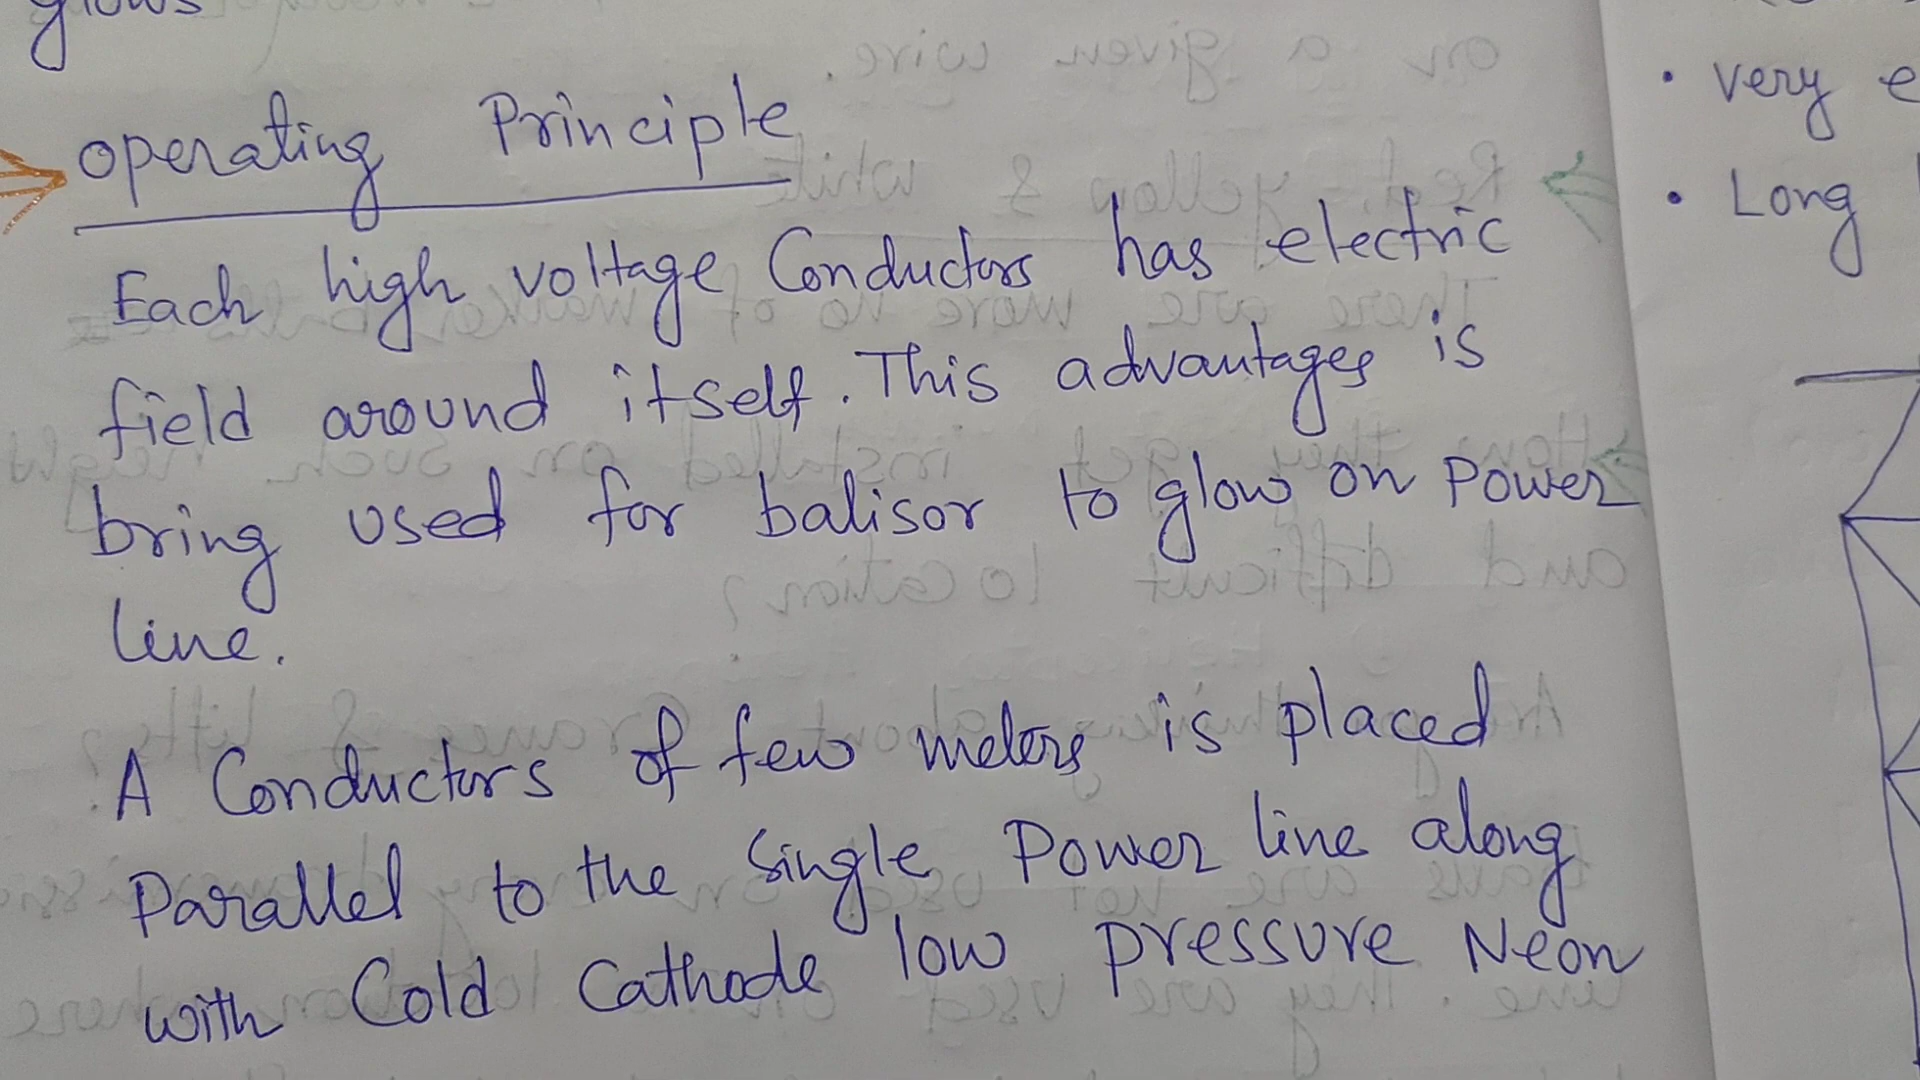 glows
operating Principle
Each high voltage Conductors has electric
field around itself. This advantages is
bring used for balisor to glow on Power
line.
A Conductors of few meters is placed
Parallel to the Single Power line along
with Cold Cathode low pressure Neon
• very e
• Long